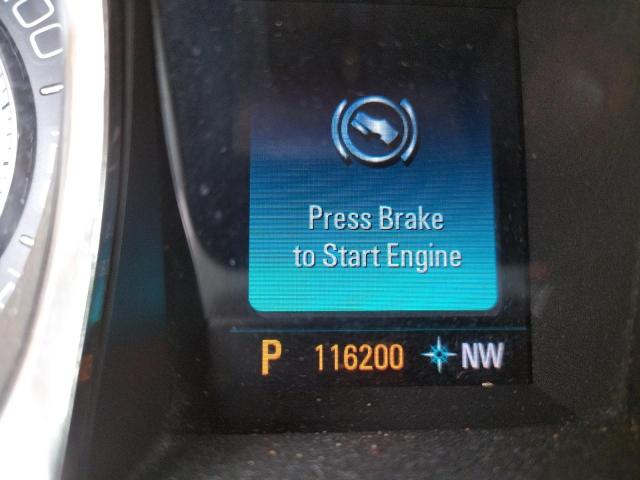 Press Brake
to Start Engine
P 116200 NW